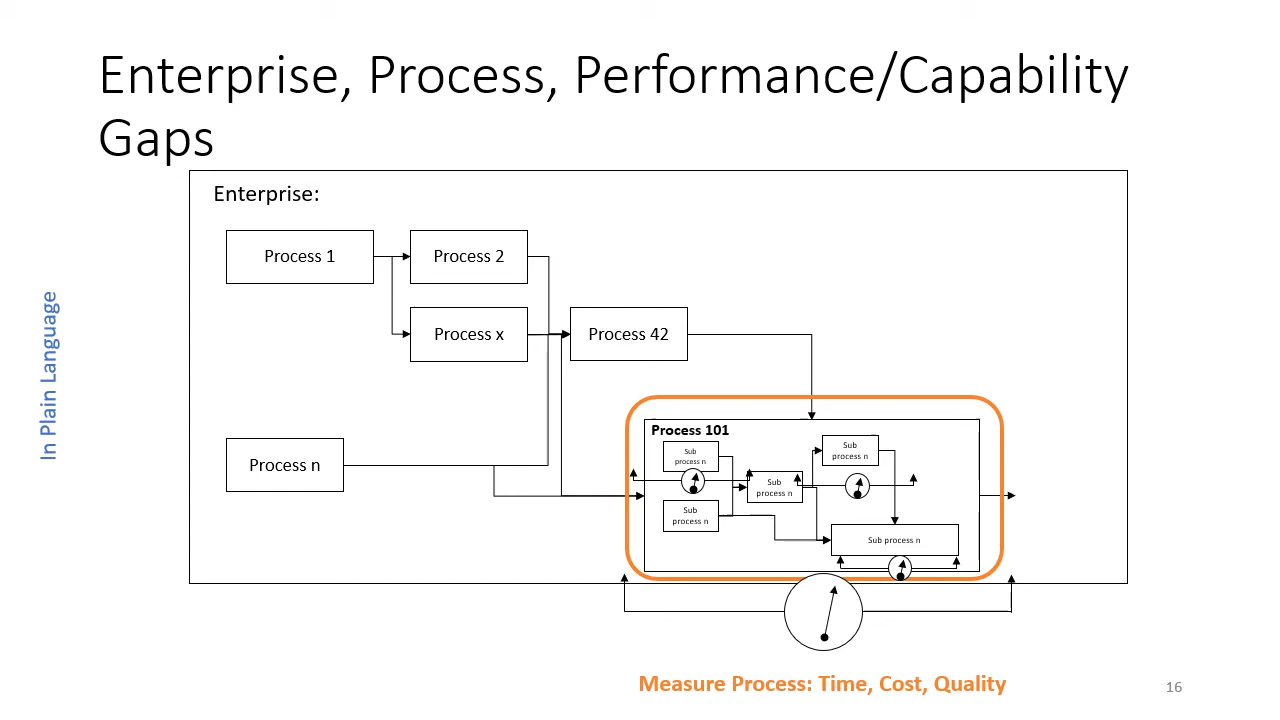 Enterprise, Process, Performance/Capability
Gaps
In Plain Language
Enterprise:
Process 1
Process 2
Process x
Process 42
Process n
Process 101
Sub
process n
Sub
process n
Sub
process n
Sub
process n
Sub process n
Measure Process: Time, Cost, Quality
16